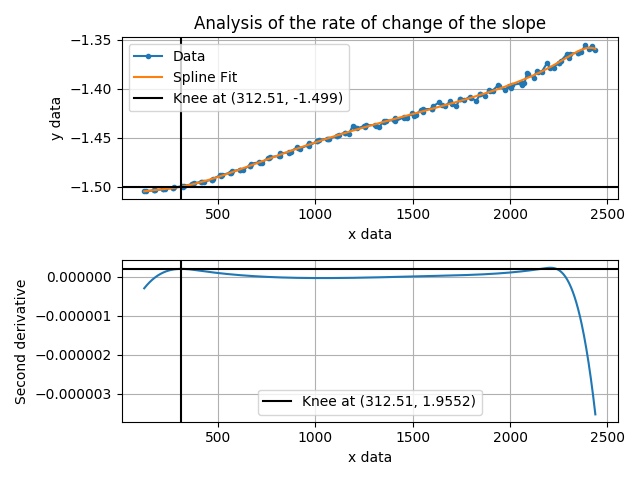 Analysis of the rate of change of the slope
−1.35
−1.40
−1.45
−1.50
y data
Data
Spline Fit
Knee at (312.51, -1.499)
500 1000 1500 2000 2500
x data
0.000000
−0.000001
−0.000002
−0.000003
Second derivative
Knee at (312.51, 1.9552)
500 1000 1500 2000 2500
x data